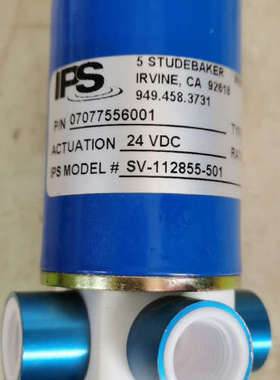 IPS
5 STUDEBAKER
IRVINE, CA 92618
949.458.3731
P/N 07077556001
ACTUATION 24 VDC
IPS MODEL # SV-112855-501